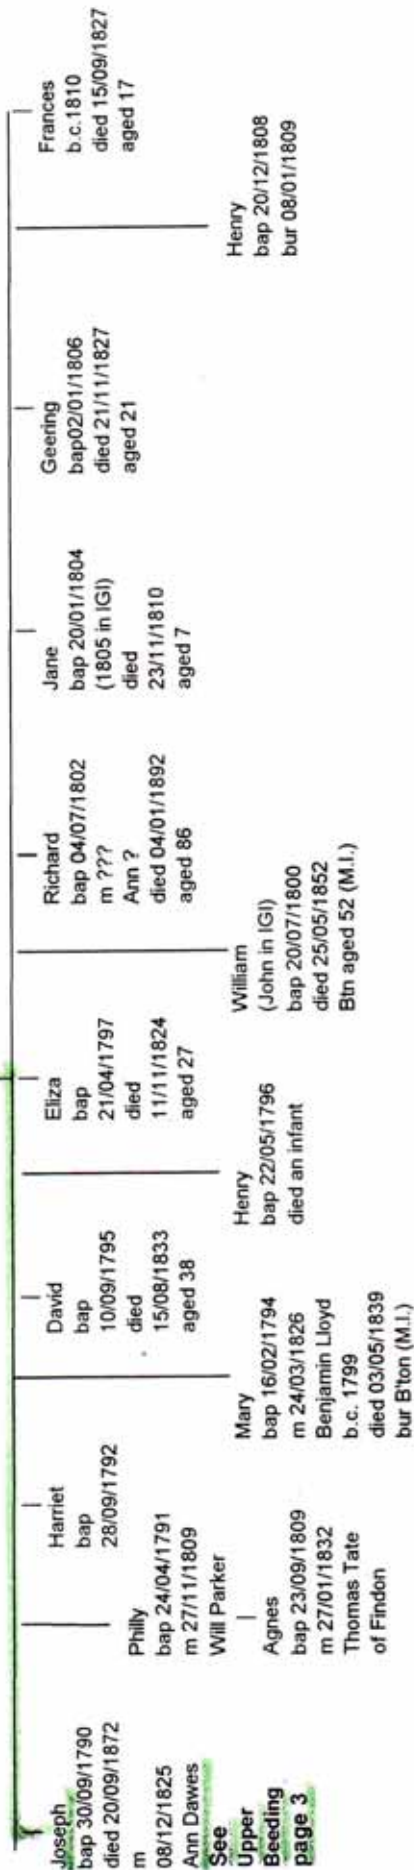 Joseph
bap 30/09/1790
died 20/09/1872
m
08/12/1825
Ann Dawes
See
Upper
Beeding
page 3
Philly
bap 24/04/1791
m 27/11/1809
Will Parker
Agnes
bap 23/09/1809
m 27/01/1832
Thomas Tate
of Findon
Harriet
bap
28/09/1792
Mary
bap 16/02/1794
m 24/03/1826
Benjamin Lloyd
b.c. 1799
died 03/05/1839
bur B'ton (M.I.)
David
bap
10/09/1795
died
15/08/1833
aged 38
Henry
bap 22/05/1796
died an infant
Eliza
bap
21/04/1797
died
11/11/1824
aged 27
William
(John in IGI)
bap 20/07/1800
died 25/05/1852
Btn aged 52 (M.I.)
Richard
bap 04/07/1802
m ???
Ann ?
died 04/01/1892
aged 86
Jane
bap 20/01/1804
(1805 in IGI)
died
23/11/1810
aged 7
Geering
bap02/01/1806
died 21/11/1827
aged 21
Henry
bap 20/12/1808
bur 08/01/1809
Frances
b.c.1810
died 15/09/1827
aged 17